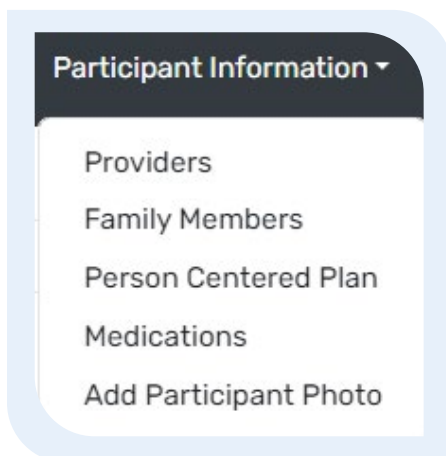 Participant Information
Providers
Family Members
Person Centered Plan
Medications
Add Participant Photo